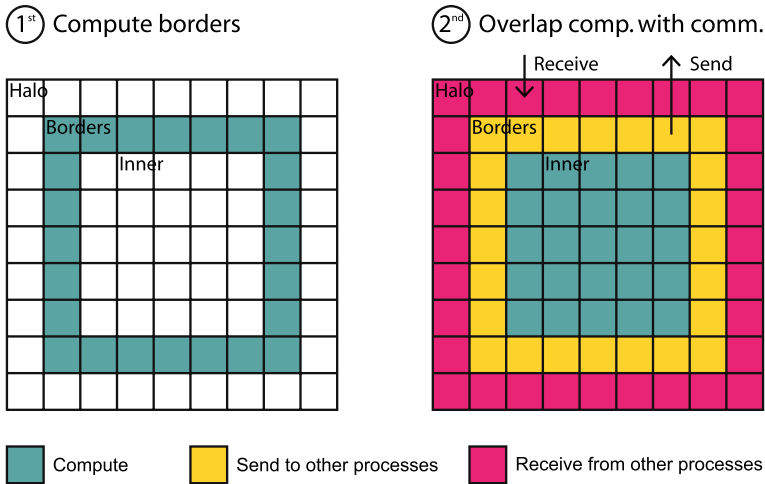 1st Compute borders
2nd Overlap comp. with comm.
Receive
Send
Halo
Borders
Inner
Halo
Borders
Inner
Compute
Send to other processes
Receive from other processes